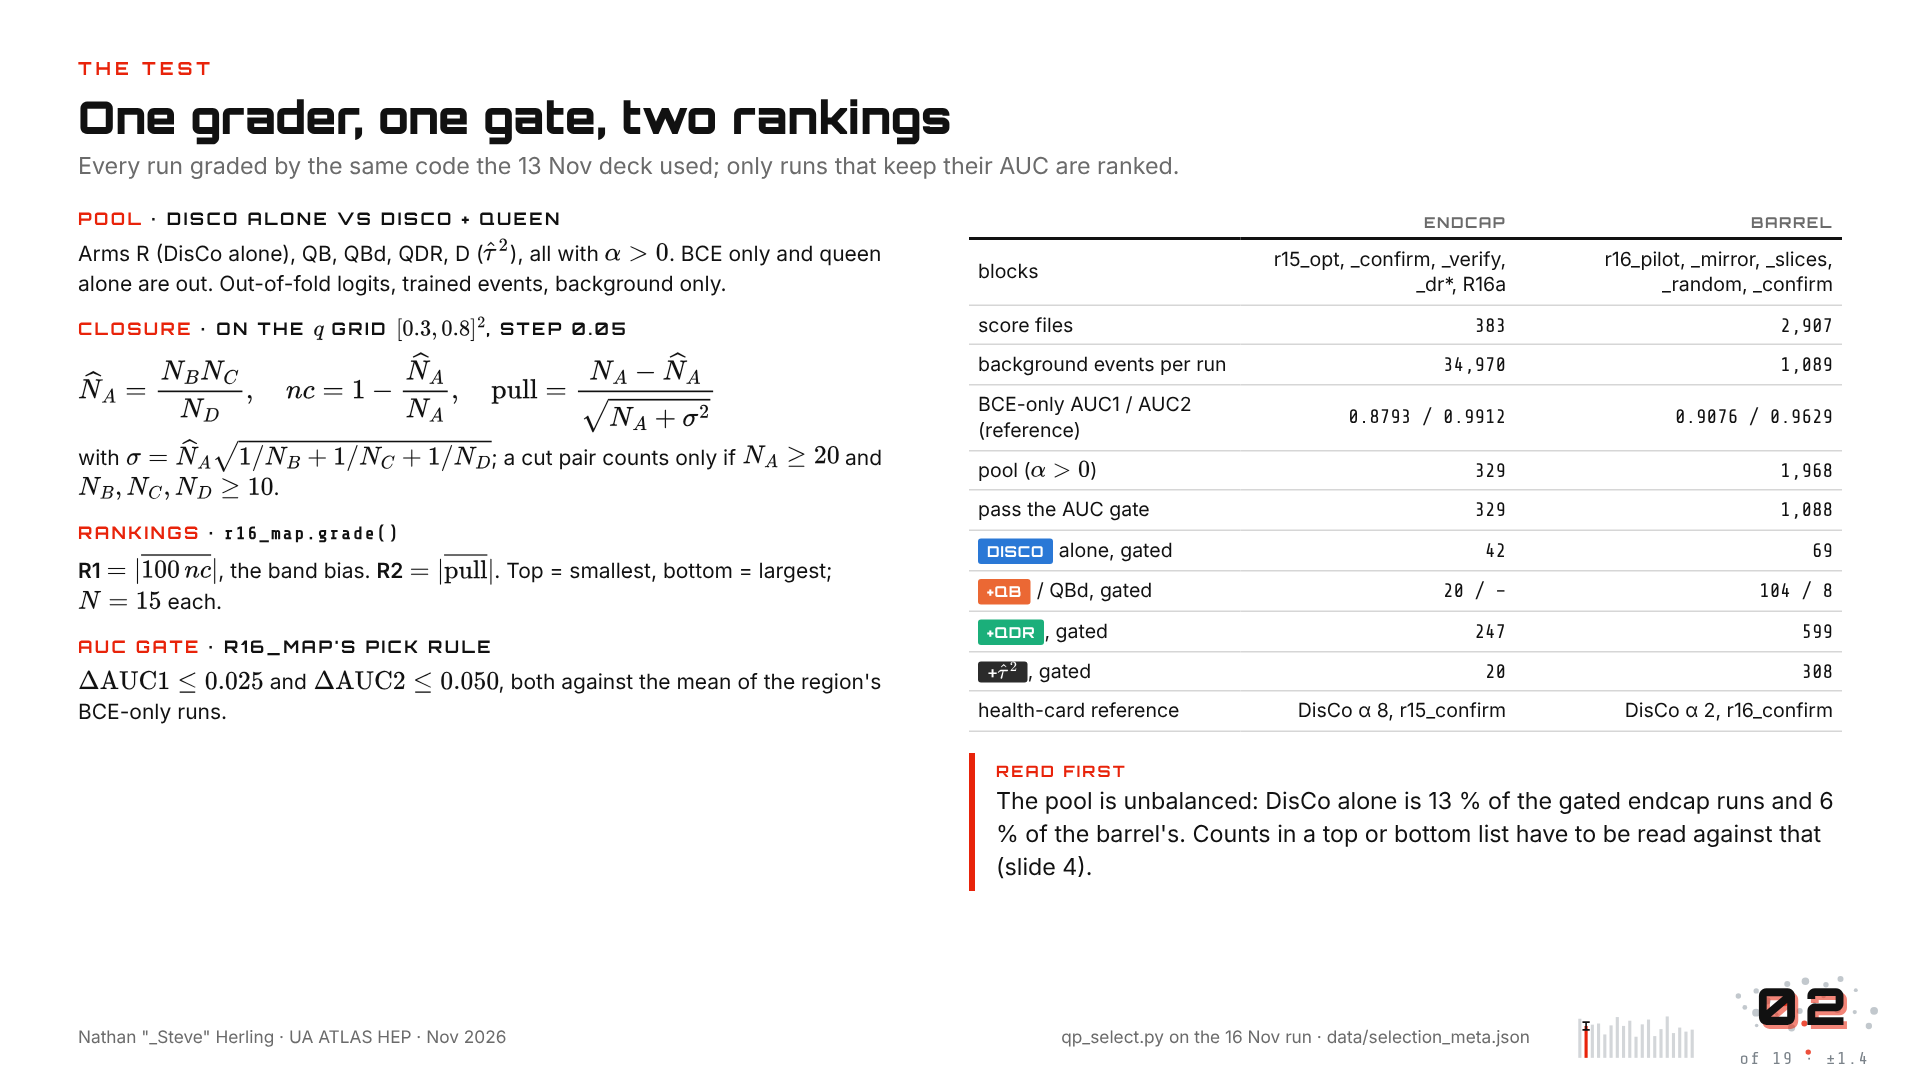 THE TEST
One grader, one gate, two rankings
Every run graded by the same code the 13 Nov deck used; only runs that keep their AUC are ranked.
POOL · DISCO ALONE VS DISCO + QUEEN
Arms R (DisCo alone), QB, QBd, QDR, D (τ̂²), all with α > 0. BCE only and queen
alone are out. Out-of-fold logits, trained events, background only.
CLOSURE · ON THE q GRID [0.3, 0.8]², STEP 0.05
N̂_A = N_B N_C / N_D, nc = 1 − N̂_A / N_A, pull = (N_A − N̂_A) / √(N_A + σ²)
with σ = N̂_A √(1/N_B + 1/N_C + 1/N_D); a cut pair counts only if N_A ≥ 20 and
N_B, N_C, N_D ≥ 10.
RANKINGS · r16_map.grade()
R1 = |\overline{100 nc}|, the band bias. R2 = |\overline{pull}|. Top = smallest, bottom = largest;
N = 15 each.
AUC GATE · R16_MAP'S PICK RULE
ΔAUC1 ≤ 0.025 and ΔAUC2 ≤ 0.050, both against the mean of the region's
BCE-only runs.
ENDCAP BARREL
blocks r15_opt, _confirm, _verify, r16_pilot, _mirror, _slices,
_dr*, R16a _random, _confirm
score files 383 2,907
background events per run 34,970 1,089
BCE-only AUC1 / AUC2 0.8793 / 0.9912 0.9076 / 0.9629
(reference)
pool (α > 0) 329 1,968
pass the AUC gate 329 1,088
DISCO alone, gated 42 69
+QB / QBd, gated 20 / – 104 / 8
+QDR, gated 247 599
+τ̂², gated 20 308
health-card reference DisCo α 8, r15_confirm DisCo α 2, r16_confirm
READ FIRST
The pool is unbalanced: DisCo alone is 13 % of the gated endcap runs and 6
% of the barrel's. Counts in a top or bottom list have to be read against that
(slide 4).
Nathan "_Steve" Herling · UA ATLAS HEP · Nov 2026
qp_select.py on the 16 Nov run · data/selection_meta.json
02
of 19 · ±1.4